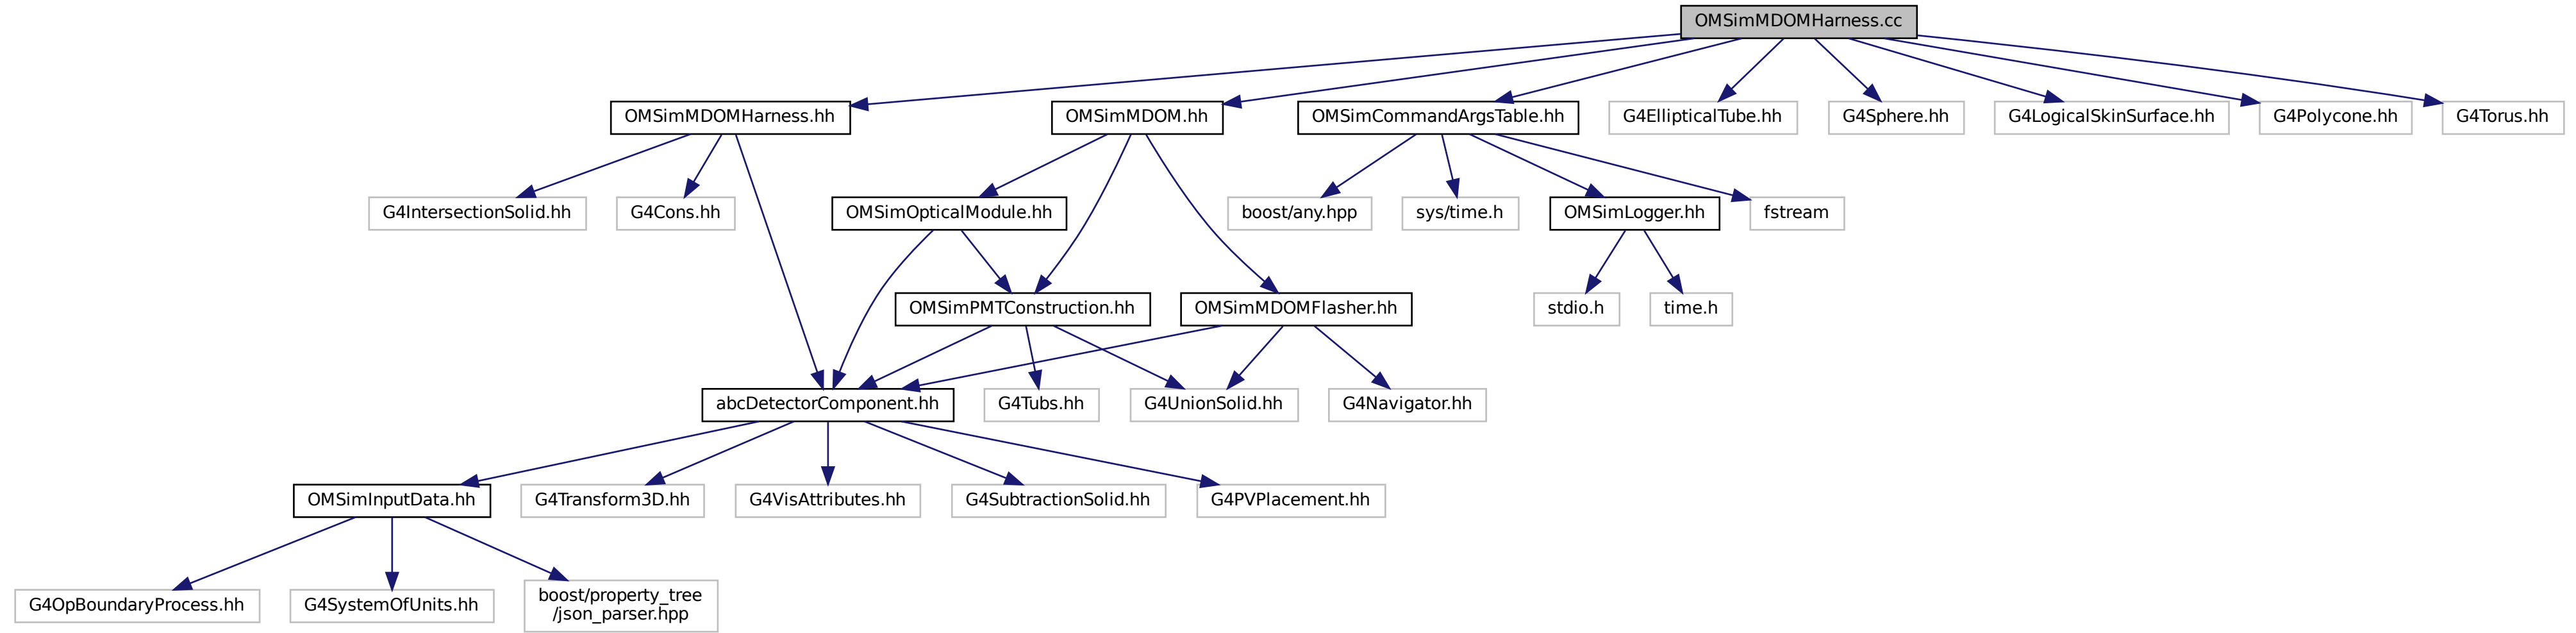 OMSimMDOMHarness.cc
OMSimMDOMHarness.hh
OMSimMDOM.hh
OMSimCommandArgsTable.hh
G4EllipticalTube.hh
G4Sphere.hh
G4LogicalSkinSurface.hh
G4Polycone.hh
G4Torus.hh
G4IntersectionSolid.hh
G4Cons.hh
OMSimOpticalModule.hh
boost/any.hpp
sys/time.h
OMSimLogger.hh
fstream
OMSimPMTConstruction.hh
OMSimMDOMFlasher.hh
stdio.h
time.h
abcDetectorComponent.hh
G4Tubs.hh
G4UnionSolid.hh
G4Navigator.hh
OMSimInputData.hh
G4Transform3D.hh
G4VisAttributes.hh
G4SubtractionSolid.hh
G4PVPlacement.hh
G4OpBoundaryProcess.hh
G4SystemOfUnits.hh
boost/property_tree
/json_parser.hpp